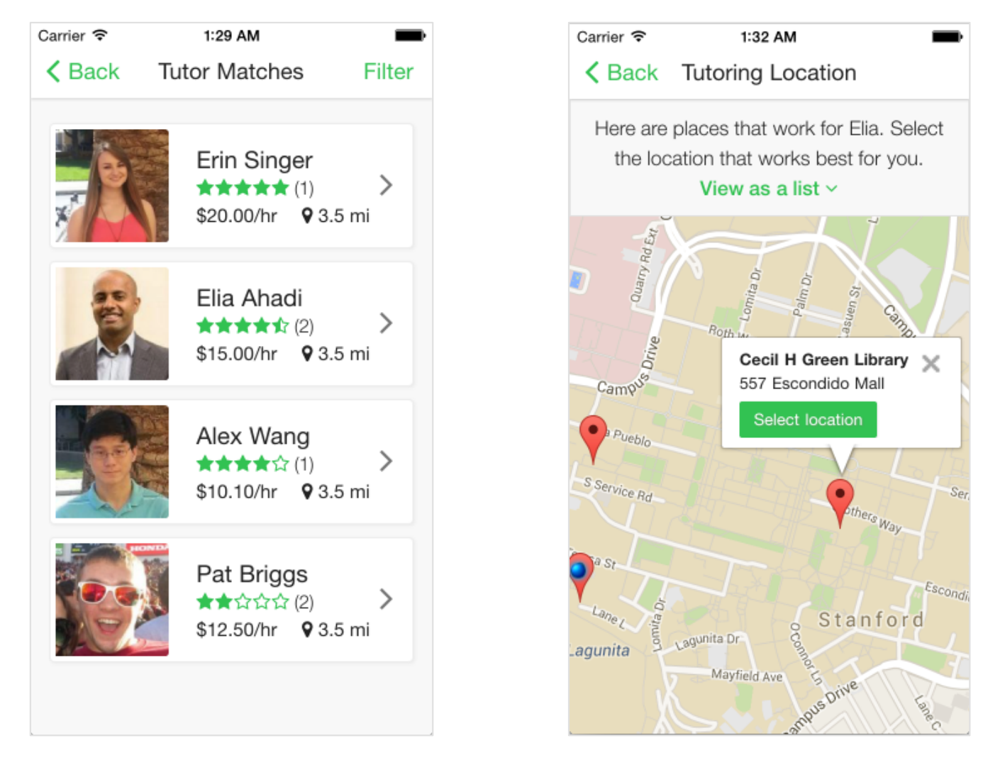 Carrier 1:29 AM
Back Tutor Matches Filter
Erin Singer
(1)
$20.00/hr 3.5 mi
Elia Ahadi
(2)
$15.00/hr 3.5 mi
Alex Wang
(1)
$10.10/hr 3.5 mi
HONDA
Pat Briggs
(2)
$12.50/hr 3.5 mi
Carrier 1:32 AM
Back Tutoring Location
Here are places that work for Elia. Select
the location that works best for you.
View as a list
Quarry Rd Ext
Lomita Dr
Palm Dr
asuen St
Roth W
Camp
Campus Drive
Cecil H Green Library
557 Escondido Mall
Select location
a Pueblo
S Service Rd
Ser
others Way
sa St
Escondi
Lane L
Lomita Dr
Stanford
Lagunita Dr
O'Connor Ln
Lagunita
Mayfield Ave
ampus Drive
Lane C